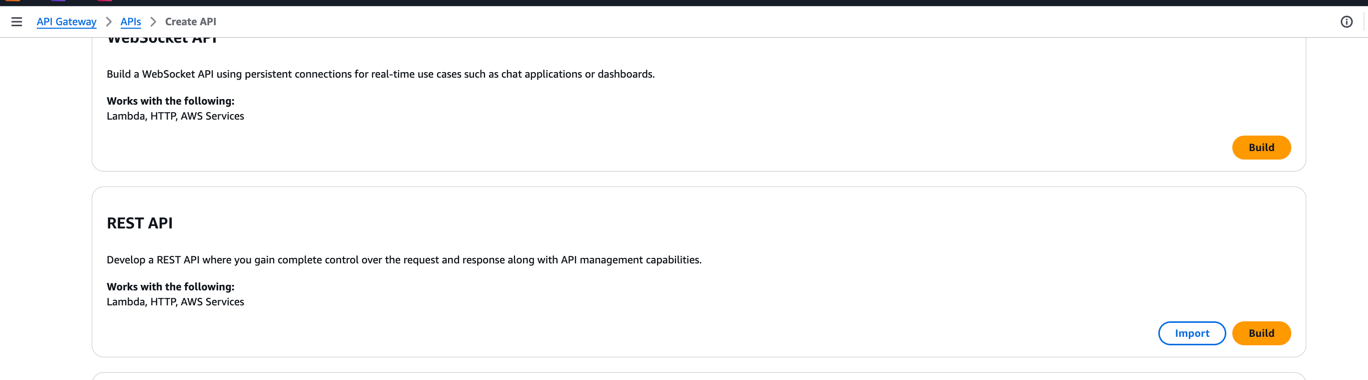 API Gateway > APIs > Create API
WebSocket API
Build a WebSocket API using persistent connections for real-time use cases such as chat applications or dashboards.
Works with the following:
Lambda, HTTP, AWS Services
Build
REST API
Develop a REST API where you gain complete control over the request and response along with API management capabilities.
Works with the following:
Lambda, HTTP, AWS Services
Import Build